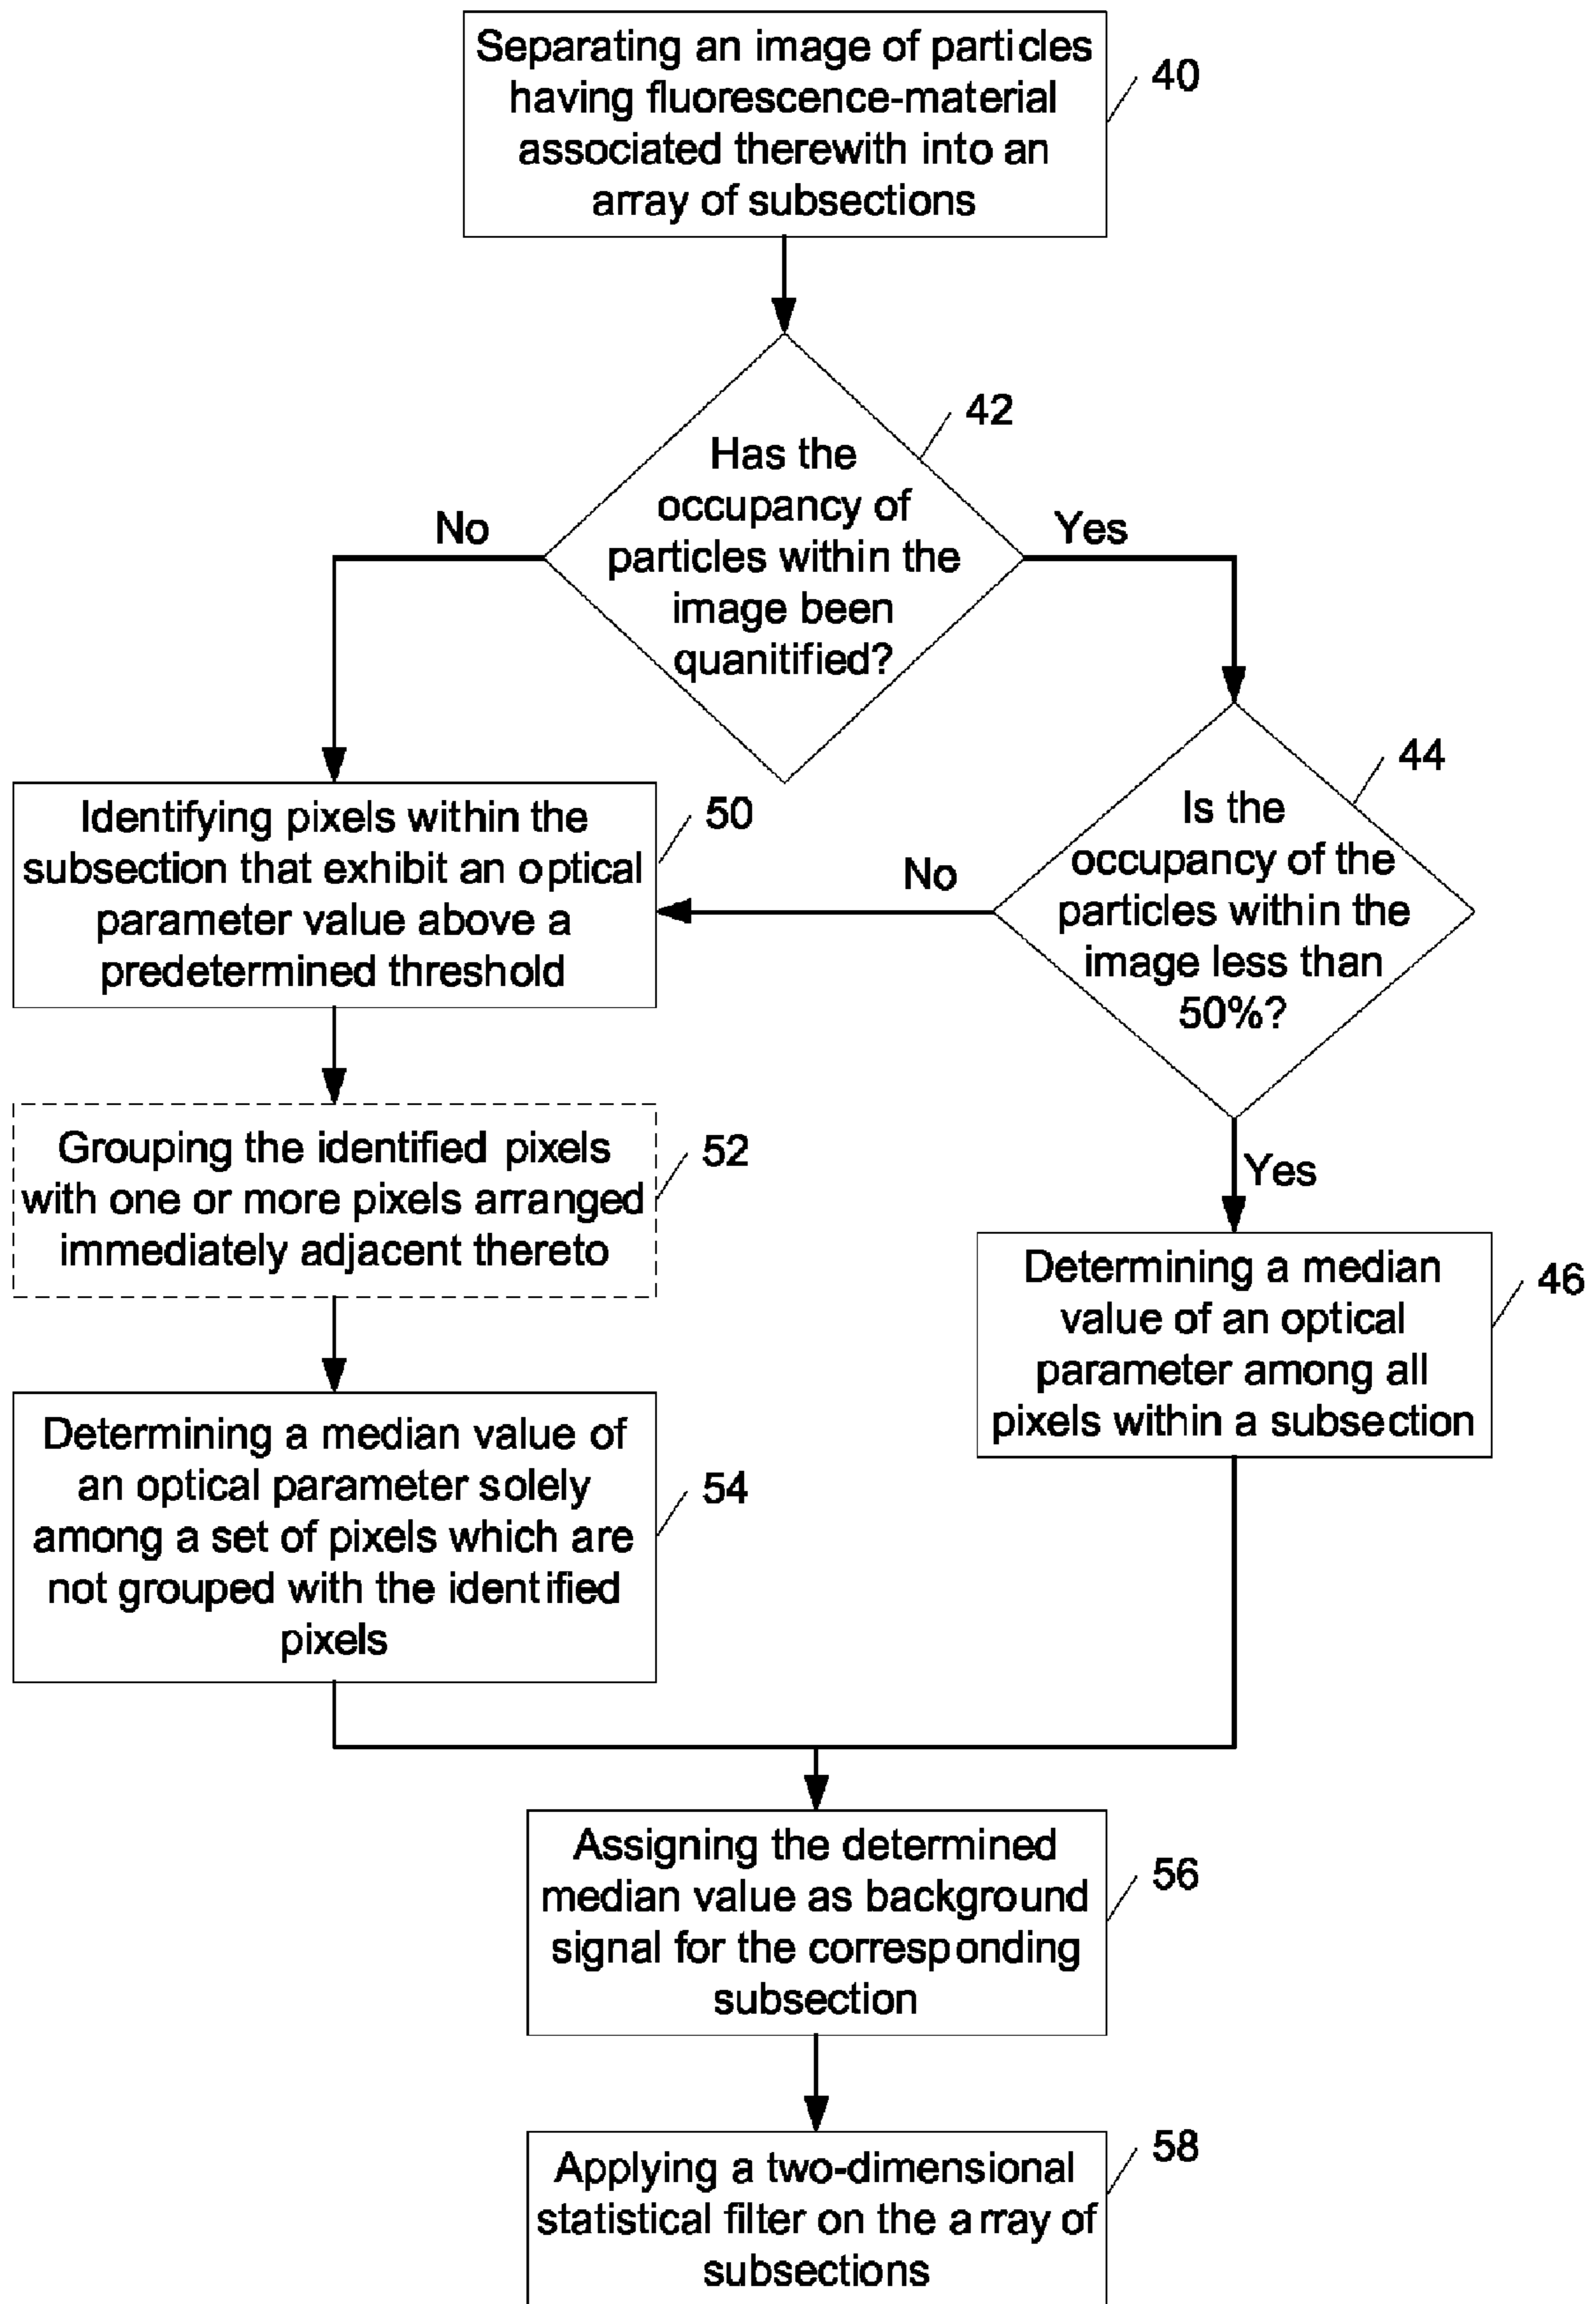 Separating an image of particles
having fluorescence-material
associated therewith into an
array of subsections
40
42
Has the
occupancy of
particles within the
image been
quanitified?
No
Yes
44
Is the
occupancy of the
particles within the
image less than
50%?
No
Yes
Identifying pixels within the
subsection that exhibit an optical
parameter value above a
predetermined threshold
50
Grouping the identified pixels
with one or more pixels arranged
immediately adjacent thereto
52
Determining a median
value of an optical
parameter among all
pixels within a subsection
46
Determining a median value of
an optical parameter solely
among a set of pixels which are
not grouped with the identified
pixels
54
Assigning the determined
median value as background
signal for the corresponding
subsection
56
Applying a two-dimensional
statistical filter on the array of
subsections
58